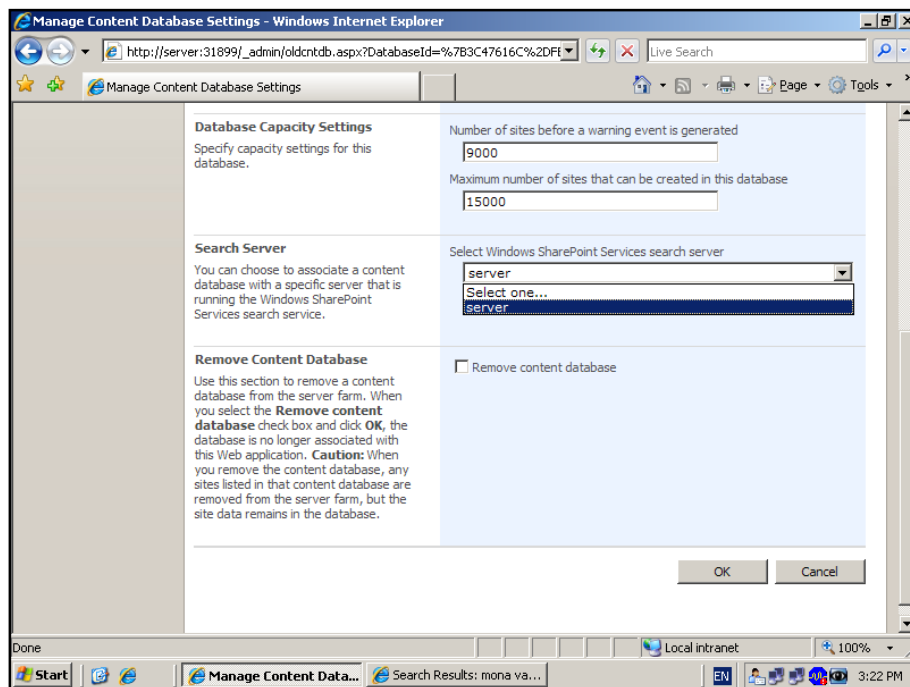 Manage Content Database Settings - Windows Internet Explorer
http://server:31899/_admin/oldcntdb.aspx?DatabaseId=%7B3C47616C%2DFE
Live Search
Manage Content Database Settings
Page
Tools
Database Capacity Settings
Specify capacity settings for this
database.
Number of sites before a warning event is generated
9000
Maximum number of sites that can be created in this database
15000
Search Server
You can choose to associate a content
database with a specific server that is
running the Windows SharePoint
Services search service.
Select Windows SharePoint Services search server
server
Select one...
server
Remove Content Database
Use this section to remove a content
database from the server farm. When
you select the Remove content
database check box and click OK, the
database is no longer associated with
this Web application. Caution: When
you remove the content database, any
sites listed in that content database are
removed from the server farm, but the
site data remains in the database.
Remove content database
OK
Cancel
Done
Local intranet
100%
Start
Manage Content Data...
Search Results: mona va...
EN
3:22 PM